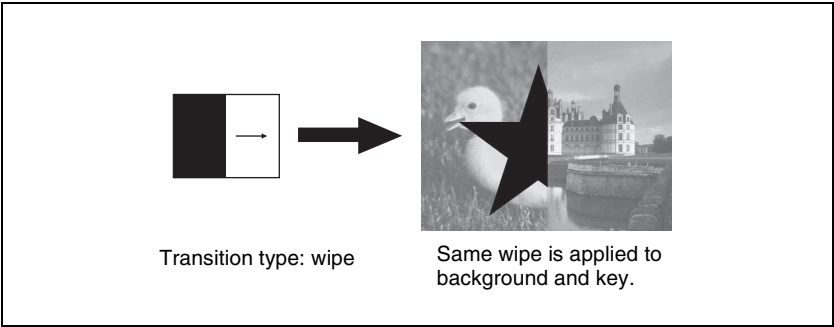 Transition type: wipe
Same wipe is applied to
background and key.